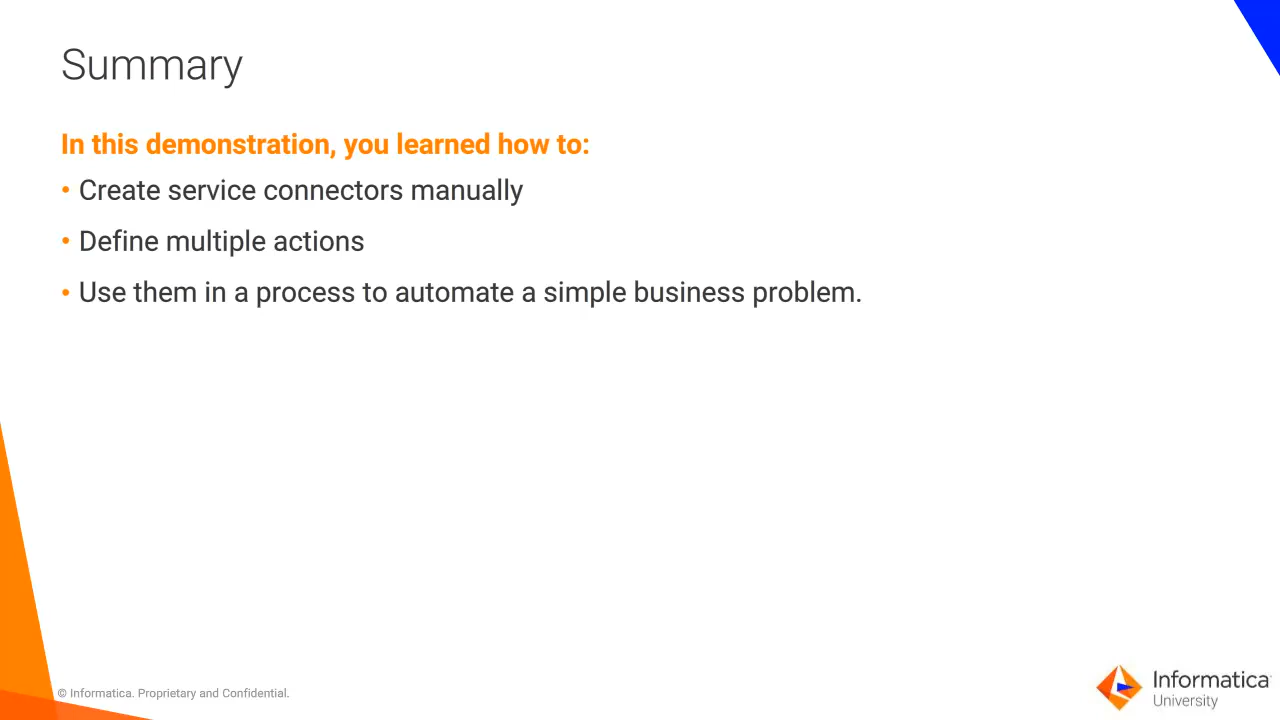 Summary
In this demonstration, you learned how to:
• Create service connectors manually
• Define multiple actions
• Use them in a process to automate a simple business problem.
© Informatica. Proprietary and Confidential.
Informatica
University